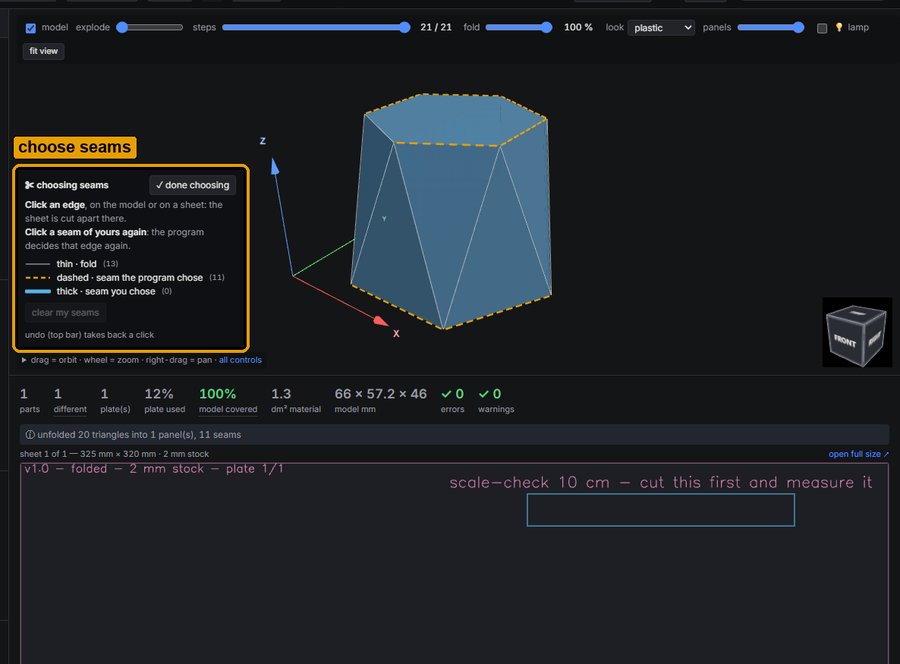 model explode steps 21 / 21 fold 100 % look plastic panels 💡 lamp
fit view
choose seams
✂ choosing seams ✓ done choosing
Click an edge, on the model or on a sheet: the
sheet is cut apart there.
Click a seam of yours again: the program
decides that edge again.
thin · fold (13)
dashed · seam the program chose (11)
thick · seam you chose (0)
clear my seams
undo (top bar) takes back a click
▸ drag = orbit · wheel = zoom · right-drag = pan · all controls
Z
Y
X
FRONT
1 1 1 12% 100% 1.3 66 × 57.2 × 46 ✓ 0 ✓ 0
parts different plate(s) plate used model covered dm² material model mm errors warnings
ⓘ unfolded 20 triangles into 1 panel(s), 11 seams
sheet 1 of 1 — 325 mm × 320 mm · 2 mm stock open full size ↗
v1.0 – folded – 2 mm stock – plate 1/1
scale-check 10 cm – cut this first and measure it